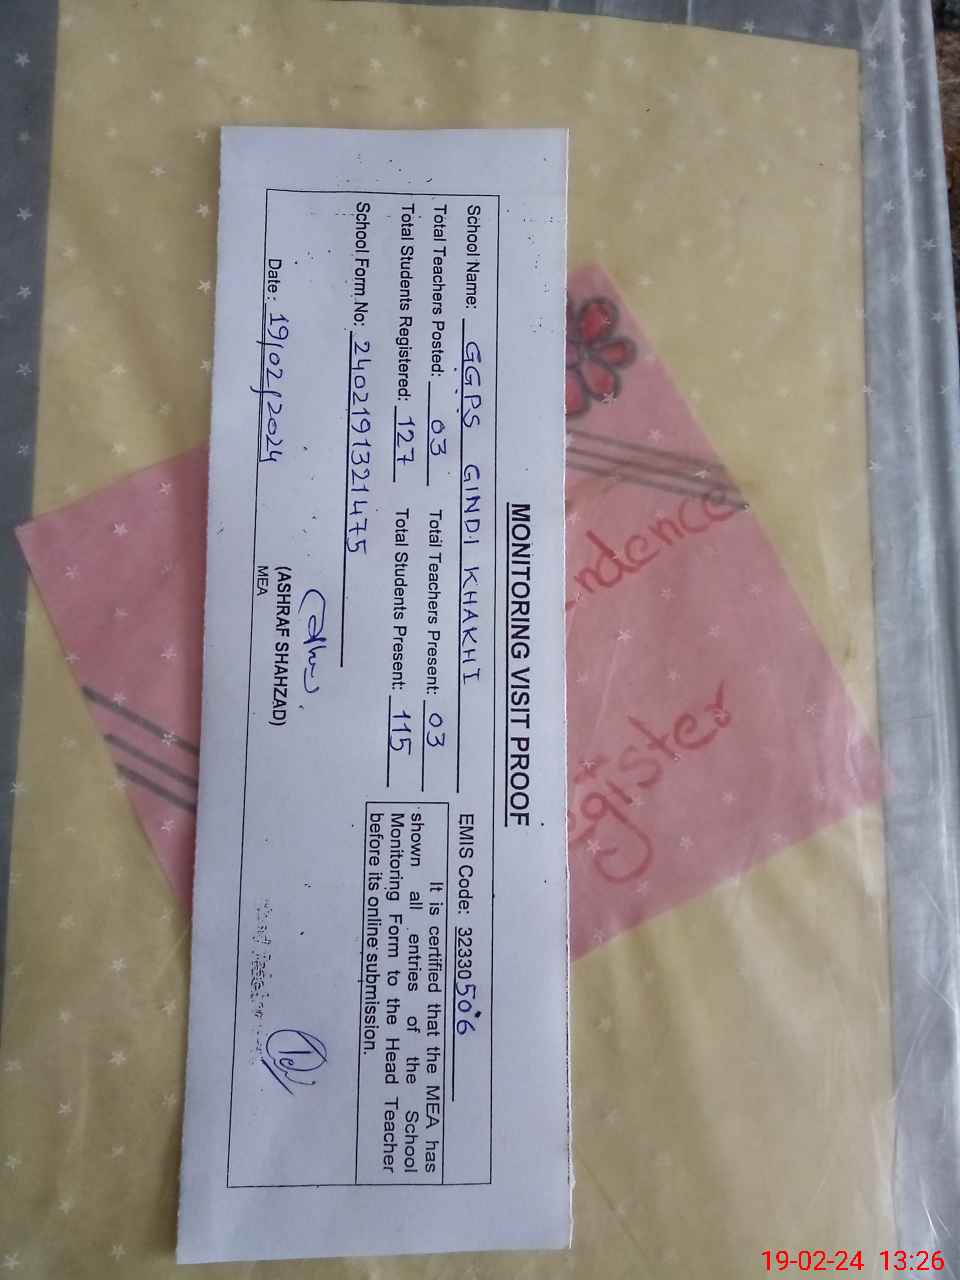 MONITORING VISIT PROOF
School Name: GGPS GINDI KHAKHI EMIS Code: 32330506
Total Teachers Posted: 03 Total Teachers Present: 03
Total Students Registered: 127 Total Students Present: 115
School Form No: 2402191321475
It is certified that the MEA has
shown all entries of the School
Monitoring Form to the Head Teacher
before its online submission.
Date: 19/02/2024
(ASHRAF SHAHZAD)
MEA
ndence
gister
19-02-24 13:26